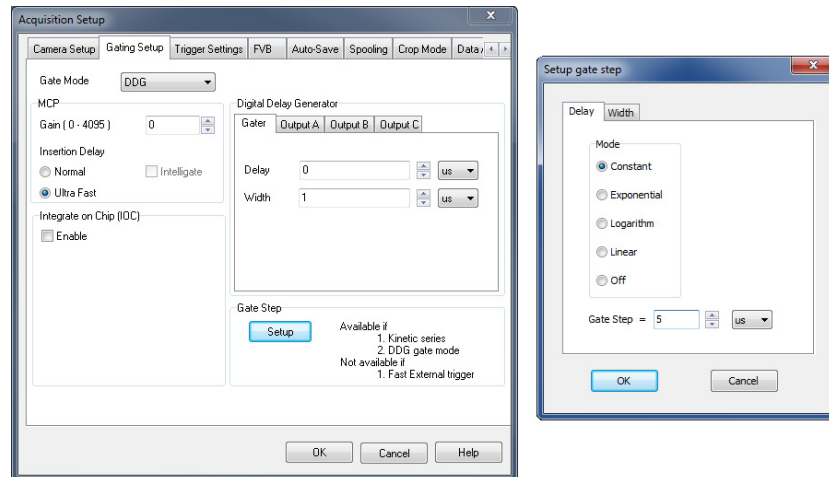 Acquisition Setup
Camera Setup Gating Setup Trigger Settings FVB Auto-Save Spooling Crop Mode Data
Gate Mode DDG
MCP
Gain ( 0 - 4095 ) 0
Insertion Delay
Normal Intelligate
Ultra Fast
Integrate on Chip (IOC)
Enable
Digital Delay Generator
Gater Output A Output B Output C
Delay 0 us
Width 1 us
Gate Step
Setup
Available if
1. Kinetic series
2. DDG gate mode
Not available if
1. Fast External trigger
OK Cancel Help
Setup gate step
Delay Width
Mode
Constant
Exponential
Logarithm
Linear
Off
Gate Step = 5 us
OK Cancel